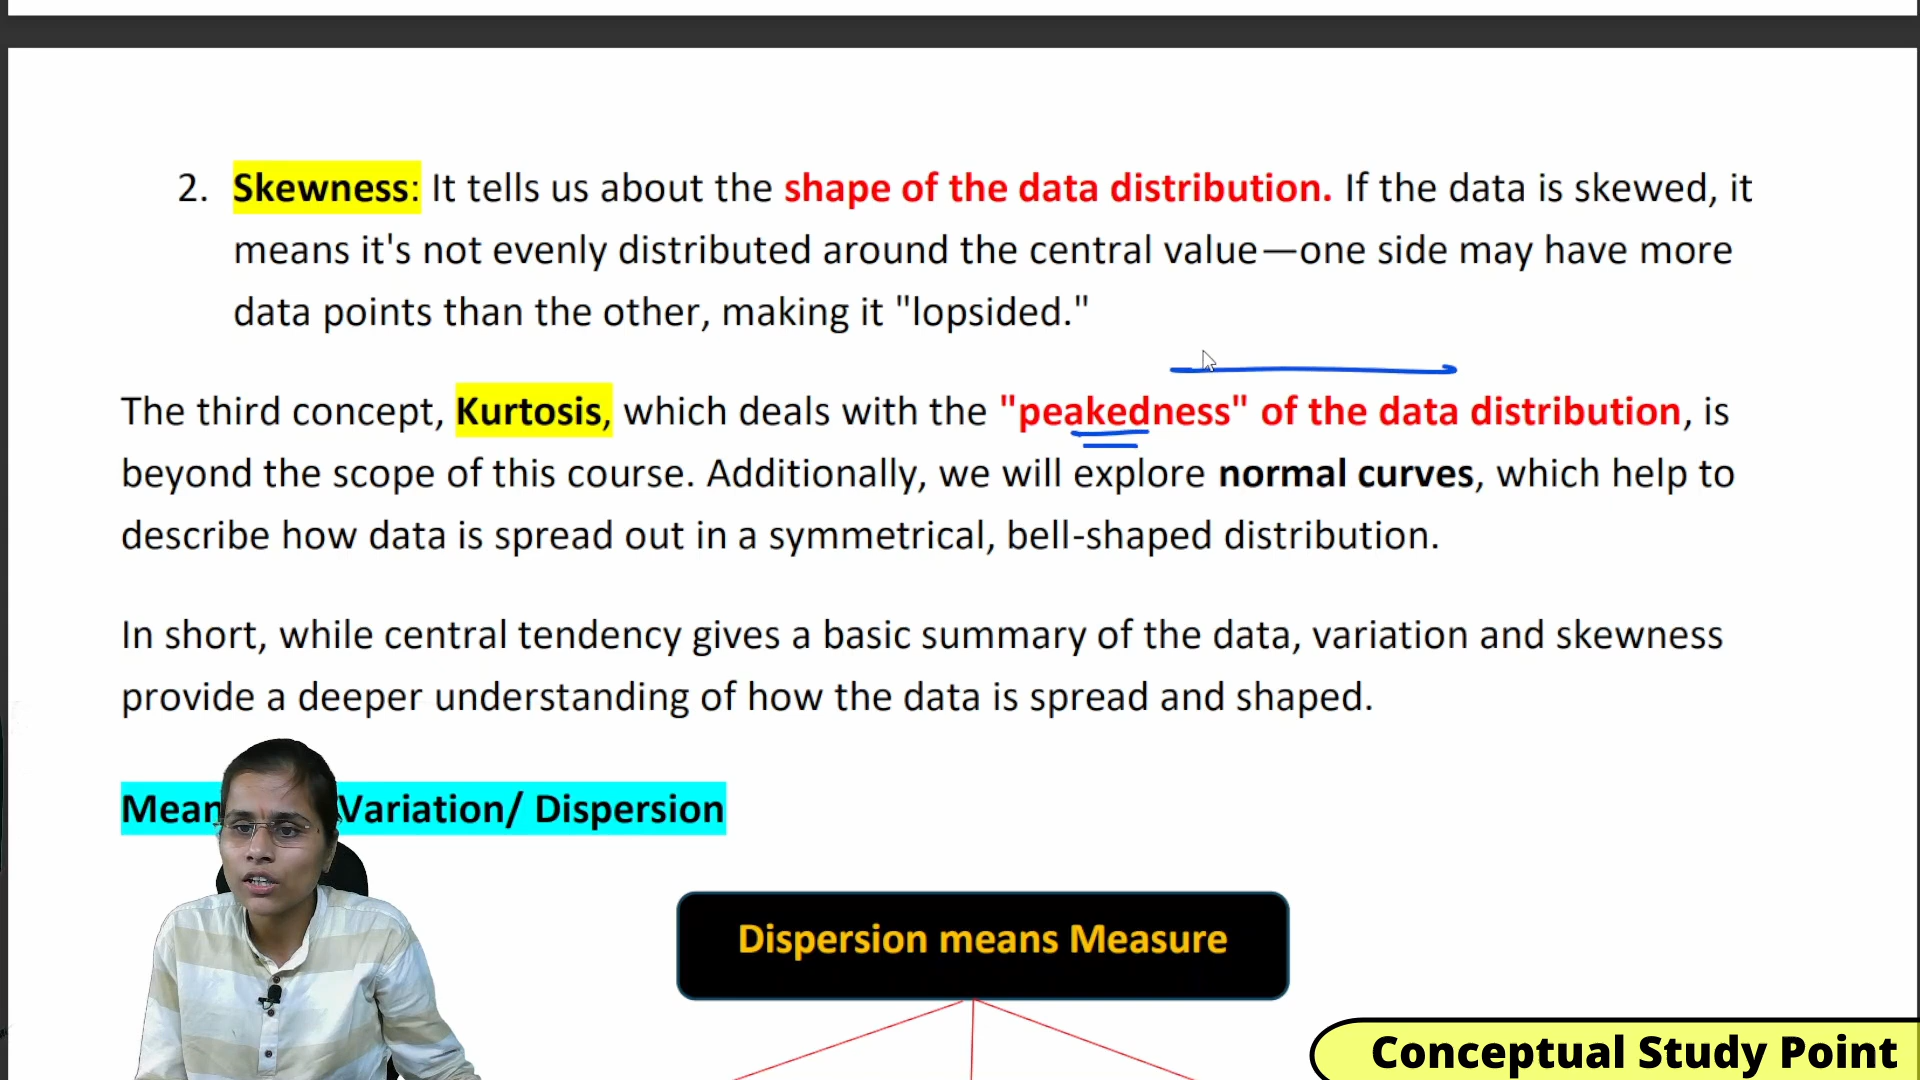 2. Skewness: It tells us about the shape of the data distribution. If the data is skewed, it
means it's not evenly distributed around the central value—one side may have more
data points than the other, making it "lopsided."
The third concept, Kurtosis, which deals with the "peakedness" of the data distribution, is
beyond the scope of this course. Additionally, we will explore normal curves, which help to
describe how data is spread out in a symmetrical, bell-shaped distribution.
In short, while central tendency gives a basic summary of the data, variation and skewness
provide a deeper understanding of how the data is spread and shaped.
Variation/ Dispersion
Dispersion means Measure
Conceptual Study Point